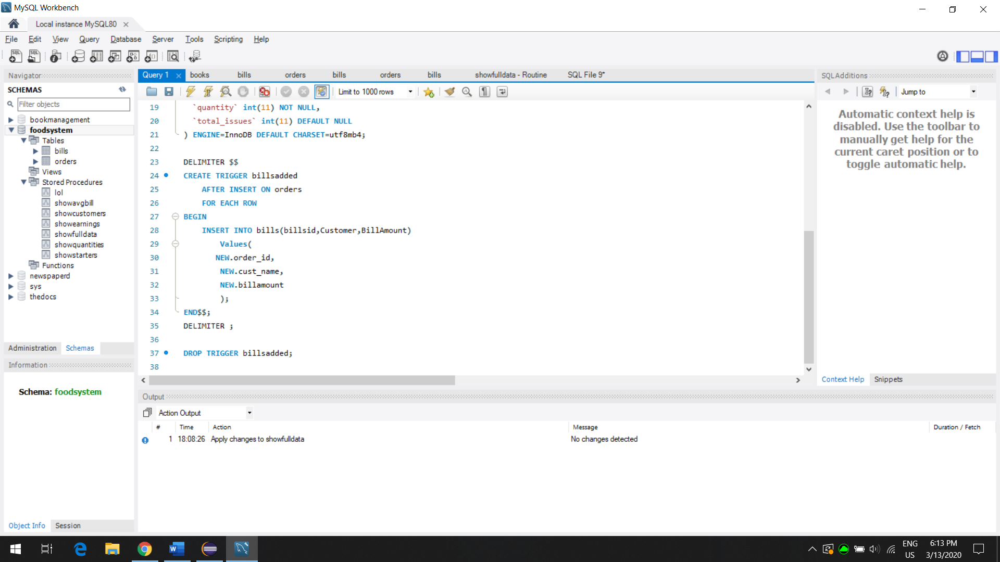 MySQL Workbench
Local instance MySQL80
File Edit View Query Database Server Tools Scripting Help
Navigator
SCHEMAS
Filter objects
bookmanagement
foodsystem
Tables
bills
orders
Views
Stored Procedures
lol
showavgbill
showcustomers
showearnings
showfulldata
showquantities
showstarters
Functions
newspaperd
sys
thedocs
Administration Schemas
Information
Schema: foodsystem
Object Info Session
Query 1 books bills orders bills orders bills showfulldata - Routine SQL File 9*
Limit to 1000 rows
19 `quantity` int(11) NOT NULL,
20 `total_issues` int(11) DEFAULT NULL
21 ) ENGINE=InnoDB DEFAULT CHARSET=utf8mb4;
22
23 DELIMITER $$
24 CREATE TRIGGER billsadded
25 AFTER INSERT ON orders
26 FOR EACH ROW
27 BEGIN
28 INSERT INTO bills(billsid,Customer,BillAmount)
29 Values(
30 NEW.order_id,
31 NEW.cust_name,
32 NEW.billamount
33 );
34 END$$;
35 DELIMITER ;
36
37 DROP TRIGGER billsadded;
38
SQLAdditions
Jump to
Automatic context help is
disabled. Use the toolbar to
manually get help for the
current caret position or to
toggle automatic help.
Context Help Snippets
Output
Action Output
# Time Action Message Duration / Fetch
1 18:08:26 Apply changes to showfulldata No changes detected
ENG
US
6:13 PM
3/13/2020